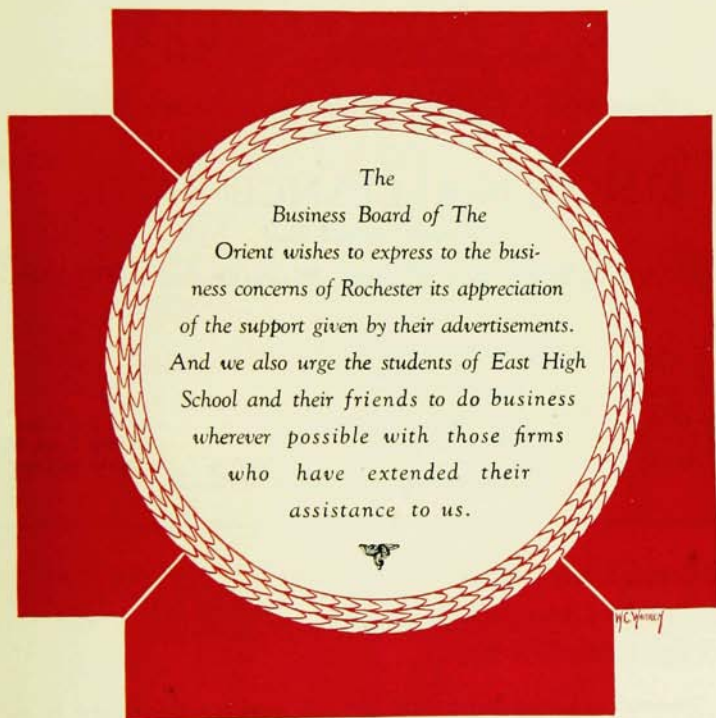 The
Business Board of The
Orient wishes to express to the busi-
ness concerns of Rochester its appreciation
of the support given by their advertisements.
And we also urge the students of East High
School and their friends to do business
wherever possible with those firms
who have extended their
assistance to us.
W.C.